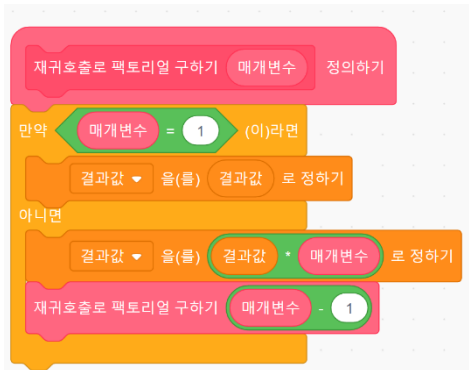 재귀호출로 팩토리얼 구하기 매개변수 정의하기
만약 매개변수 = 1 (이)라면
결과값 을(를) 결과값 로 정하기
아니면
결과값 을(를) 결과값 * 매개변수 로 정하기
재귀호출로 팩토리얼 구하기 매개변수 - 1